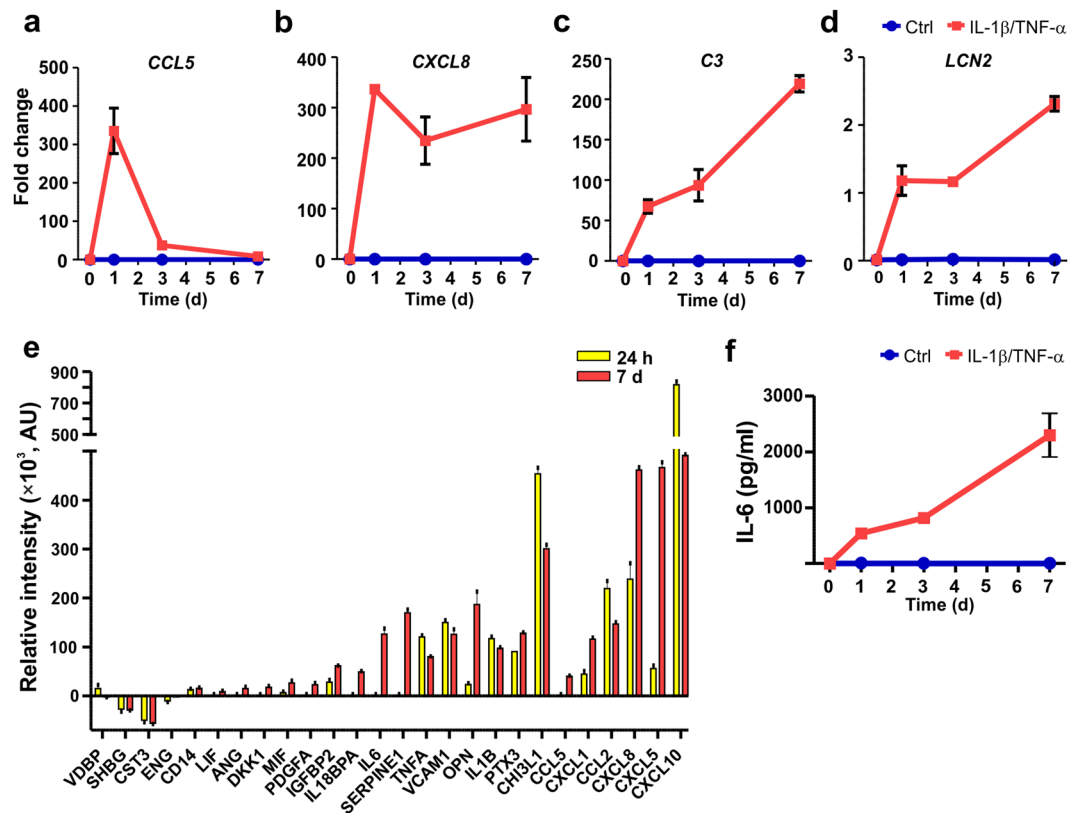 a
b
c
d
Ctrl
IL-1β/TNF-α
CCL5
CXCL8
C3
LCN2
Fold change
500
400
300
200
100
0
0 1 2 3 4 5 6 7
Time (d)
400
300
200
100
0
0 1 2 3 4 5 6 7
Time (d)
250
200
150
100
50
0
0 1 2 3 4 5 6 7
Time (d)
3
2
1
0
0 1 2 3 4 5 6 7
Time (d)
e
24 h
7 d
Relative intensity (×10³, AU)
900
700
500
400
300
200
100
0
VDBP
SHBG
CST3
ENG
CD14
LIF
ANG
DKK1
MIF
PDGFA
IGFBP2
IL18BPA
IL6
SERPINE1
TNFA
VCAM1
OPN
IL1B
PTX3
CHI3L1
CCL5
CXCL1
CCL2
CXCL8
CXCL5
CXCL10
f
Ctrl
IL-1β/TNF-α
IL-6 (pg/ml)
3000
2000
1000
0 1 2 3 4 5 6 7
Time (d)